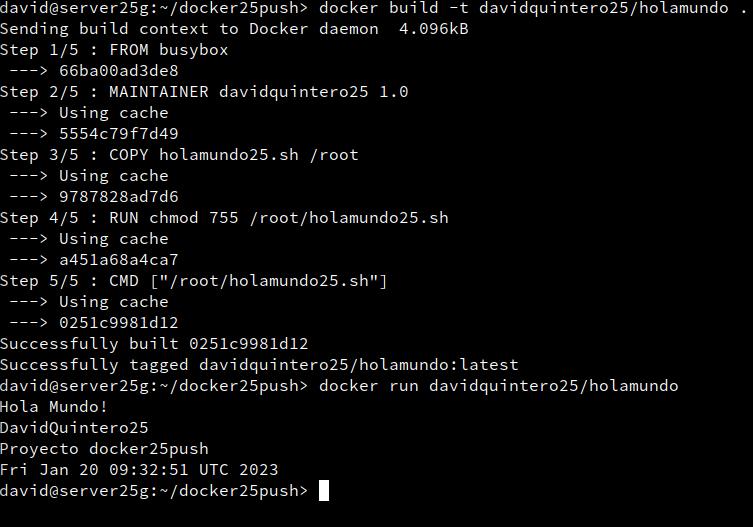 david@server25g:~/docker25push> docker build -t davidquintero25/holamundo .
Sending build context to Docker daemon  4.096kB
Step 1/5 : FROM busybox
 ---> 66ba00ad3de8
Step 2/5 : MAINTAINER davidquintero25 1.0
 ---> Using cache
 ---> 5554c79f7d49
Step 3/5 : COPY holamundo25.sh /root
 ---> Using cache
 ---> 9787828ad7d6
Step 4/5 : RUN chmod 755 /root/holamundo25.sh
 ---> Using cache
 ---> a451a68a4ca7
Step 5/5 : CMD ["/root/holamundo25.sh"]
 ---> Using cache
 ---> 0251c9981d12
Successfully built 0251c9981d12
Successfully tagged davidquintero25/holamundo:latest
david@server25g:~/docker25push> docker run davidquintero25/holamundo
Hola Mundo!
DavidQuintero25
Proyecto docker25push
Fri Jan 20 09:32:51 UTC 2023
david@server25g:~/docker25push>